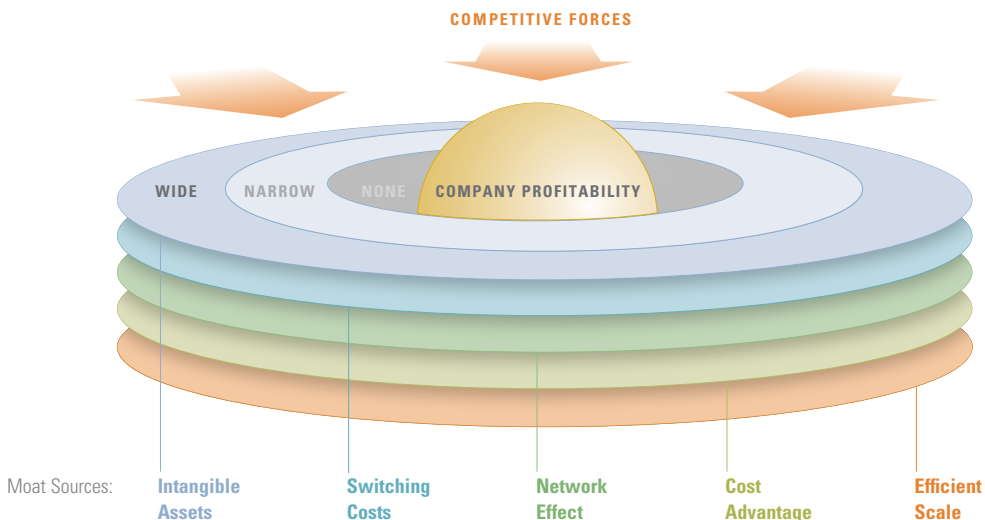 COMPETITIVE FORCES
WIDE
NARROW
NONE
COMPANY PROFITABILITY
Moat Sources:
Intangible
Assets
Switching
Costs
Network
Effect
Cost
Advantage
Efficient
Scale